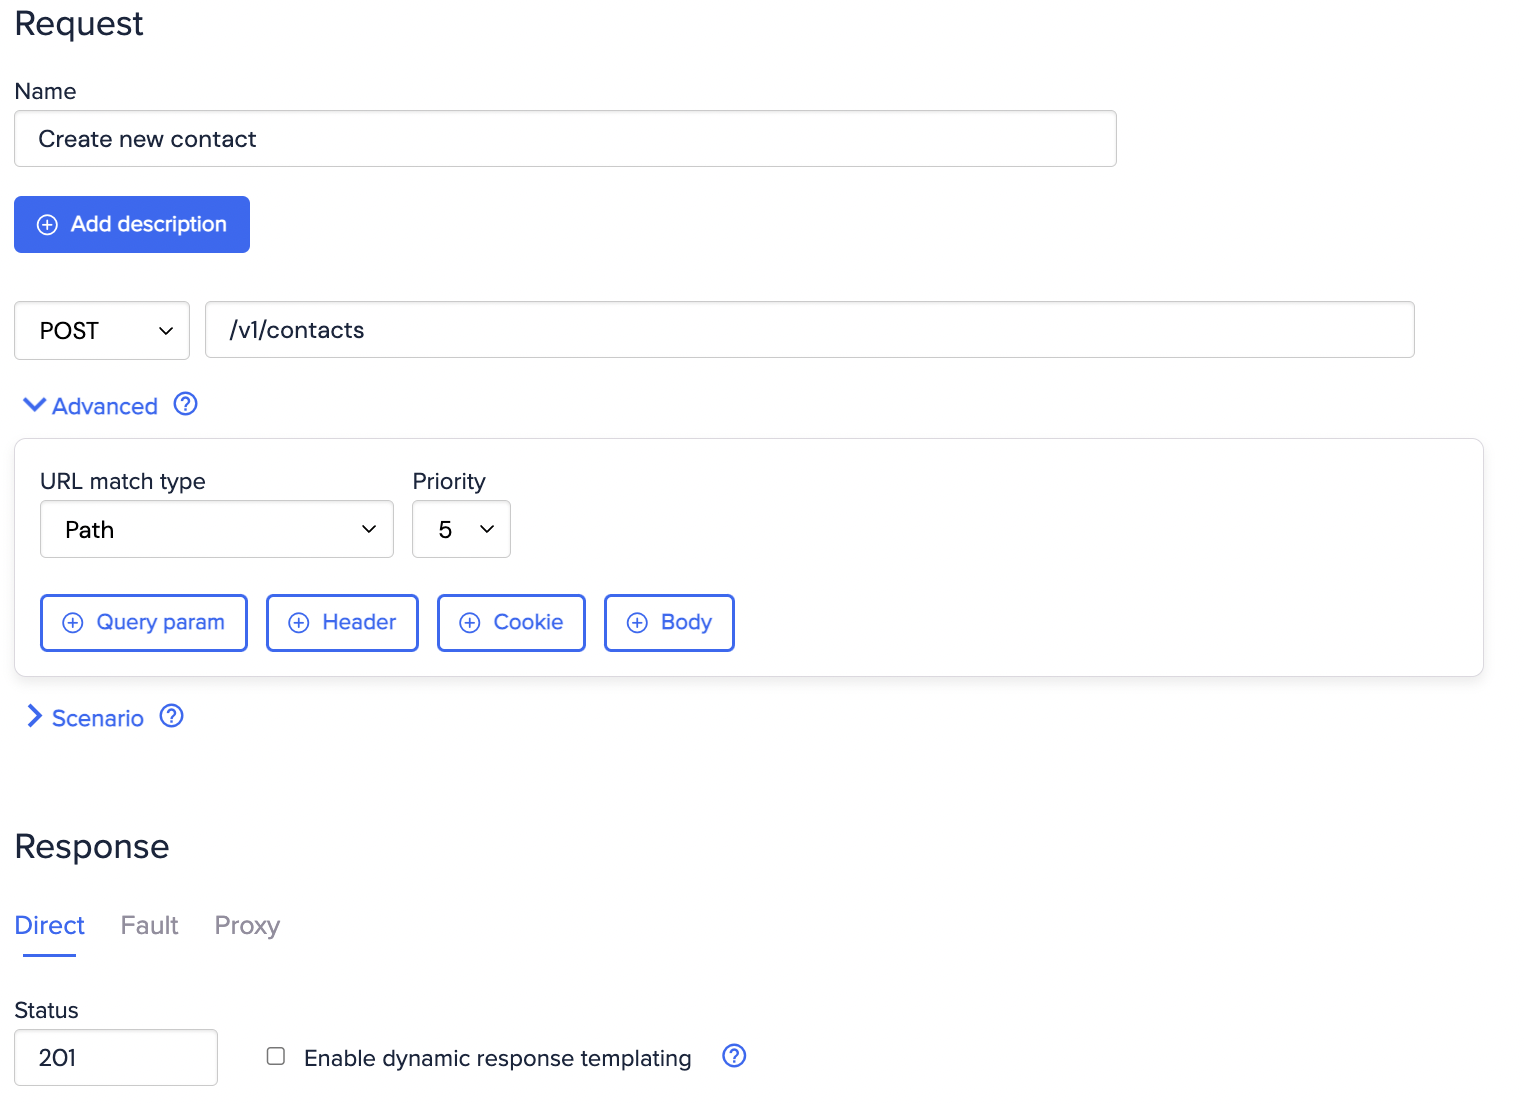 Request
Name
Create new contact
Add description
POST /v1/contacts
Advanced ?
URL match type Priority
Path 5
Query param Header Cookie Body
Scenario ?
Response
Direct Fault Proxy
Status
201 Enable dynamic response templating ?